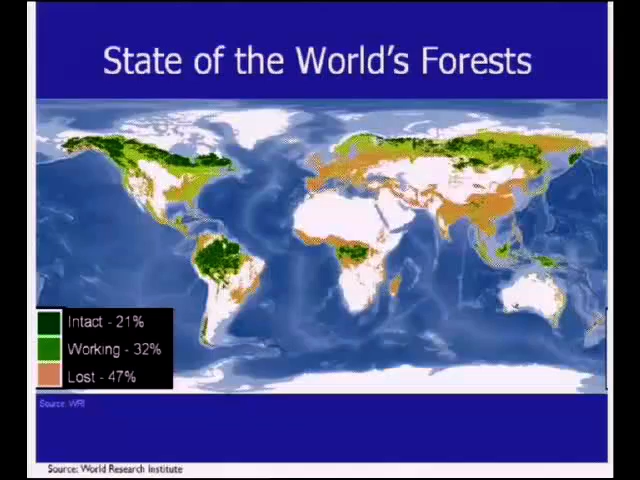 State of the World's Forests
Intact - 21%
Working - 32%
Lost - 47%
Source: WRI
Source: World Research Institute